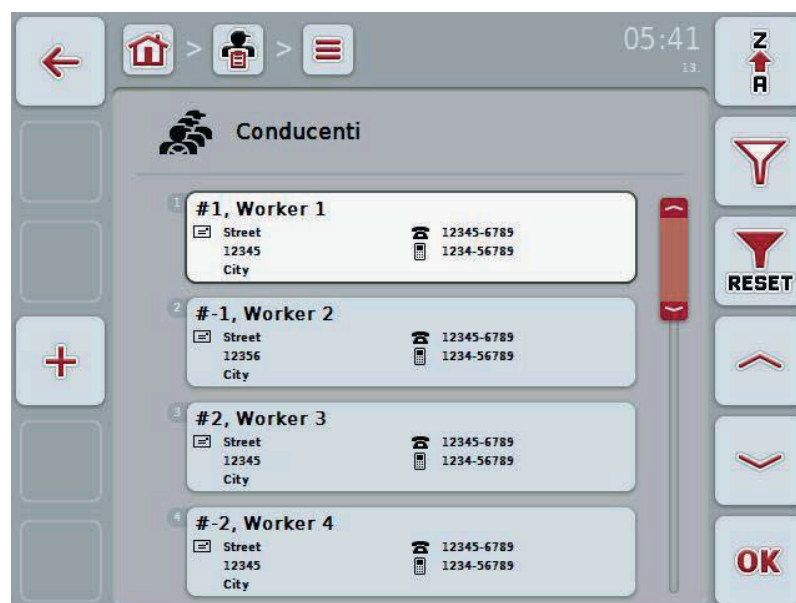 > >
05:41
13.
Z
A
Conducenti
1
#1, Worker 1
Street
12345
City
12345-6789
1234-56789
RESET
2
#-1, Worker 2
Street
12356
City
12345-6789
1234-56789
3
#2, Worker 3
Street
12345
City
12345-6789
1234-56789
4
#-2, Worker 4
Street
12345
City
12345-6789
1234-56789
OK